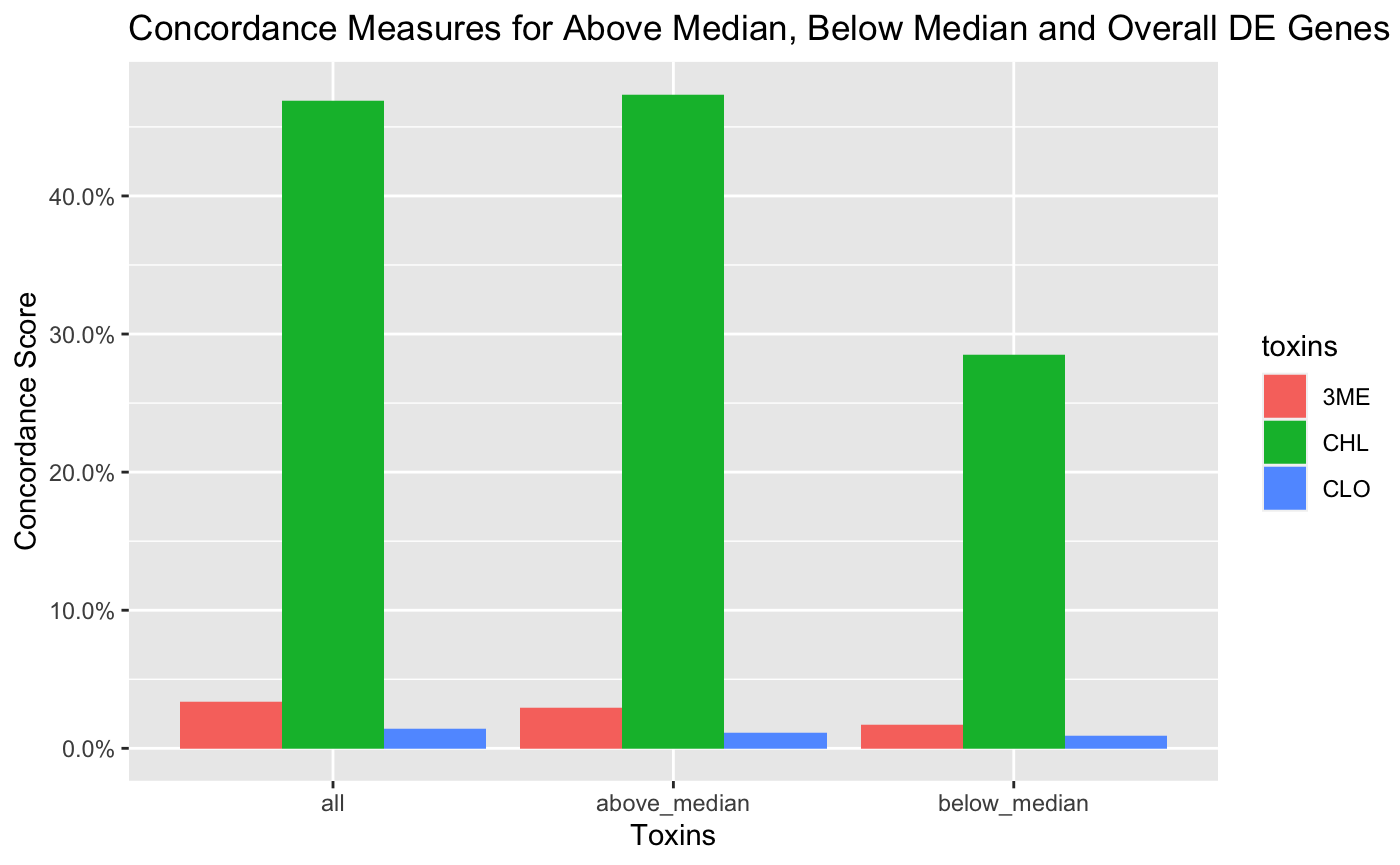 Concordance Measures for Above Median, Below Median and Overall DE Genes
Concordance Score
40.0%
30.0%
20.0%
10.0%
0.0%
all
above_median
below_median
Toxins
toxins
3ME
CHL
CLO